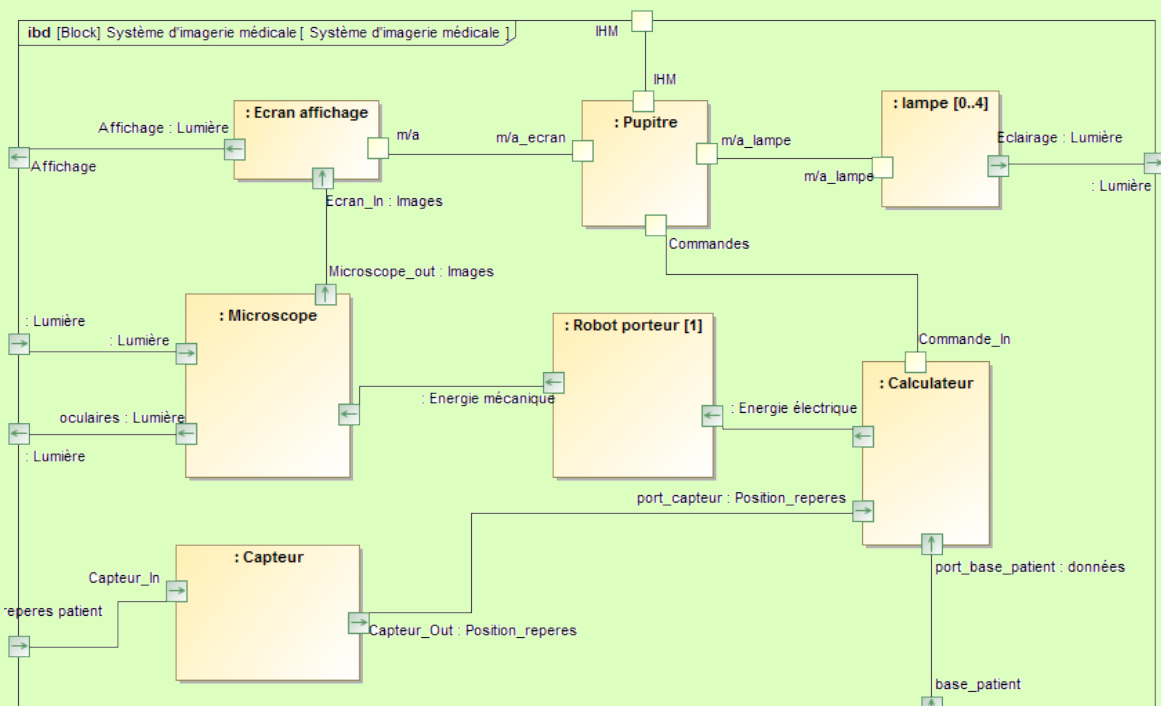 ibd [Block] Système d'imagerie médicale [ Système d'imagerie médicale ]
IHM
IHM
: Ecran affichage
: Pupitre
: lampe [0..4]
Affichage : Lumière
m/a
m/a_ecran
m/a_lampe
Eclairage : Lumière
Affichage
m/a_lampe
: Lumière
Ecran_In : Images
Commandes
Microscope_out : Images
: Microscope
: Lumière
: Lumière
: Robot porteur [1]
Commande_In
: Calculateur
: Energie mécanique
: Energie électrique
oculaires : Lumière
: Lumière
port_capteur : Position_reperes
: Capteur
Capteur_In
port_base_patient : données
reperes patient
Capteur_Out : Position_reperes
base_patient